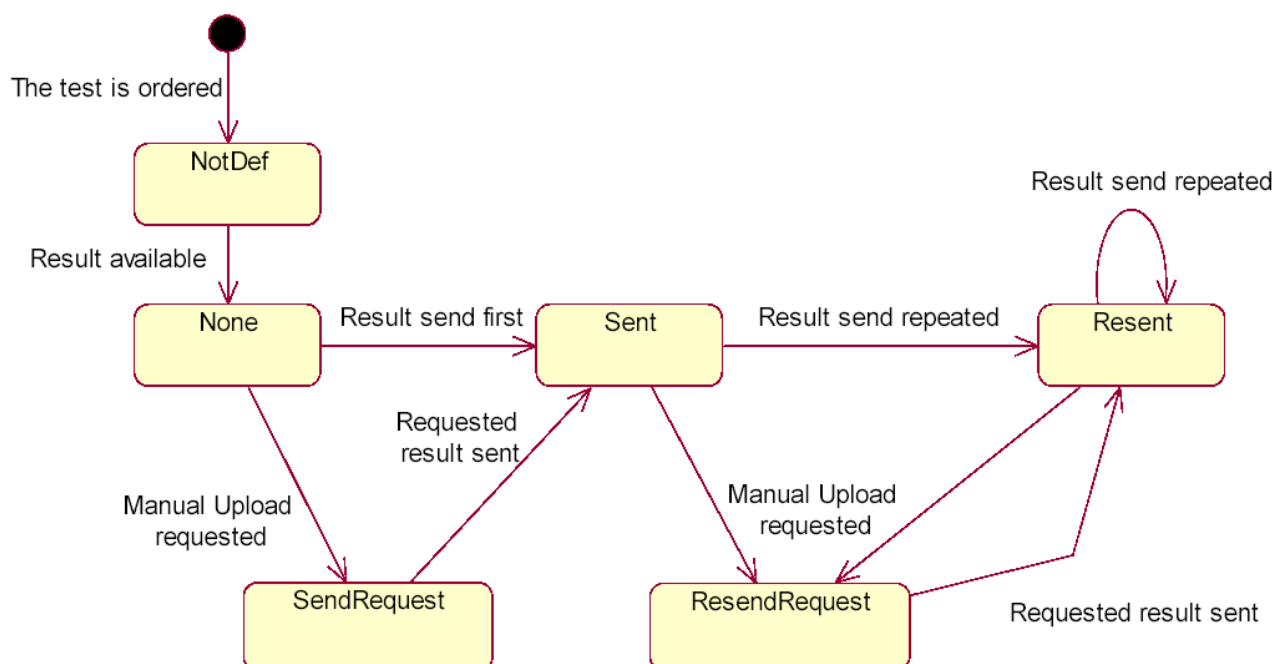 The test is ordered
NotDef
Result send repeated
Result available
None
Result send first
Sent
Result send repeated
Resent
Requested
result sent
Manual Upload
requested
Manual Upload
requested
SendRequest
ResendRequest
Requested result sent